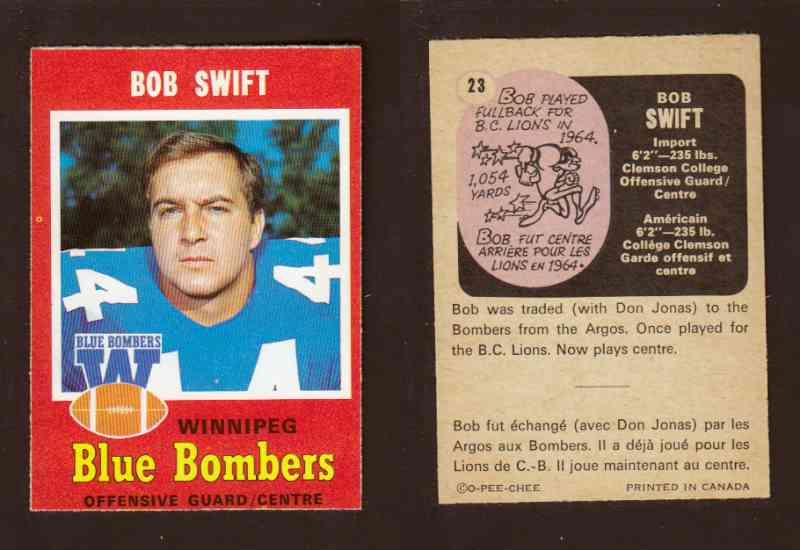 BOB SWIFT
44
4
4
BLUE BOMBERS
W
WINNIPEG
Blue Bombers
OFFENSIVE GUARD/CENTRE
23
BOB PLAYED
FULLBACK FOR
B.C. LIONS IN
1964.
1,054
YARDS
BOB FUT CENTRE
ARRIÈRE POUR LES
LIONS EN 1964.
BOB
SWIFT
Import
6'2"—235 lbs.
Clemson College
Offensive Guard/
Centre
Américain
6'2"—235 lb.
Collège Clemson
Garde offensif et
centre
Bob was traded (with Don Jonas) to the
Bombers from the Argos. Once played for
the B.C. Lions. Now plays centre.
Bob fut échangé (avec Don Jonas) par les
Argos aux Bombers. Il a déjà joué pour les
Lions de C.-B. Il joue maintenant au centre.
©O-PEE-CHEE PRINTED IN CANADA